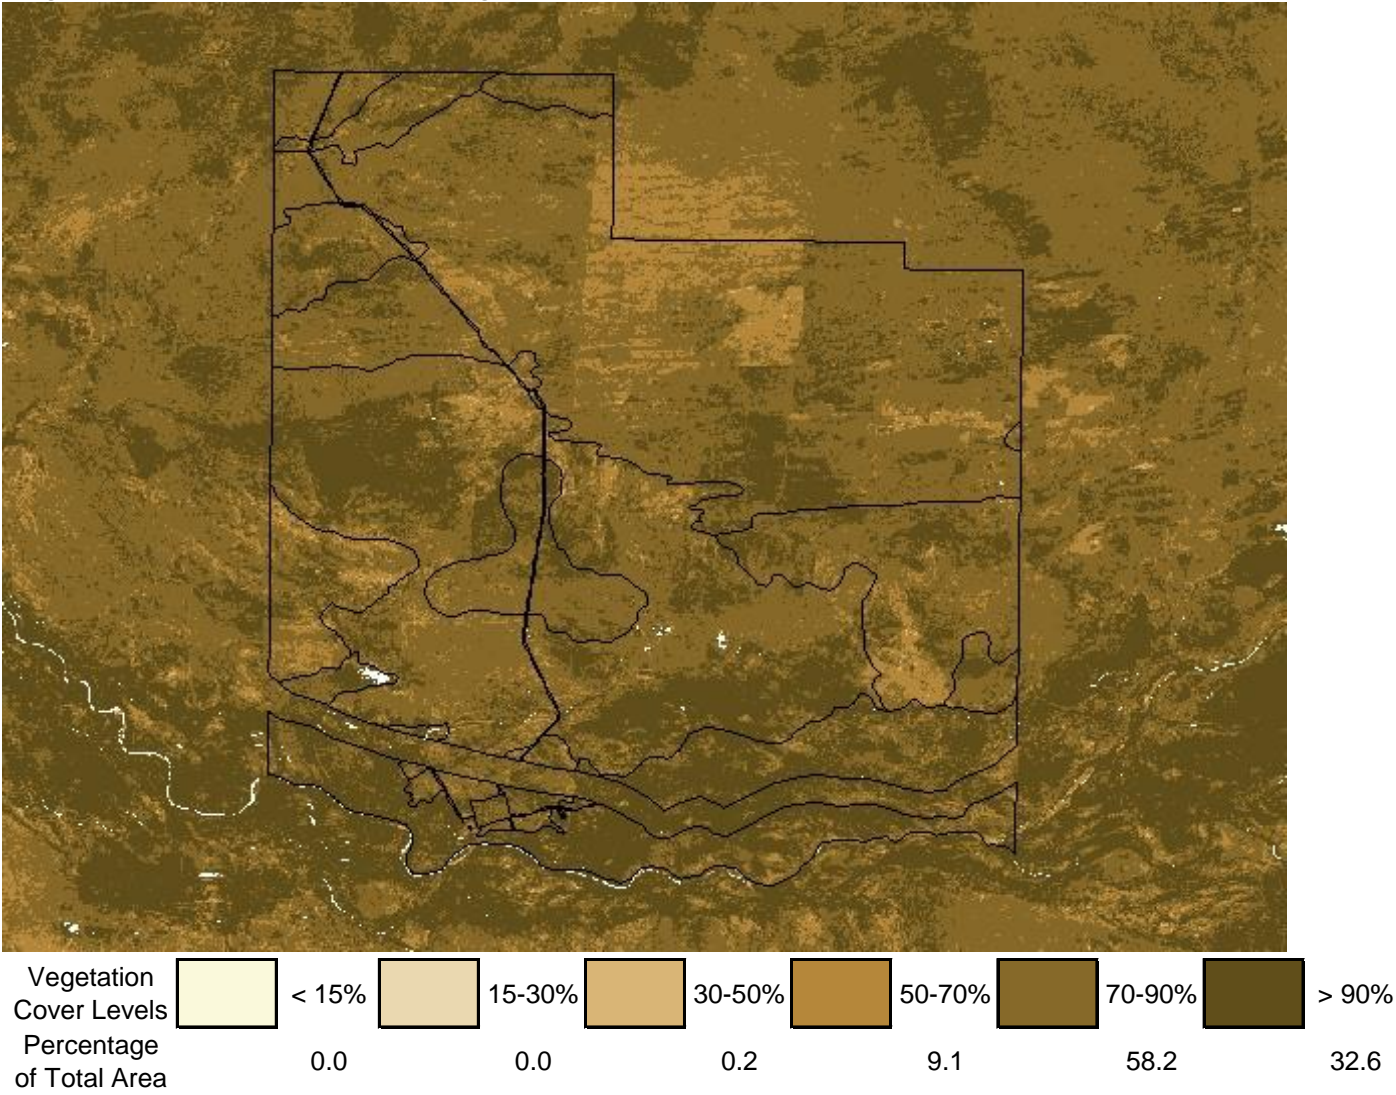 Vegetation
Cover Levels
< 15% 15-30% 30-50% 50-70% 70-90% > 90%
Percentage
of Total Area
0.0 0.0 0.2 9.1 58.2 32.6